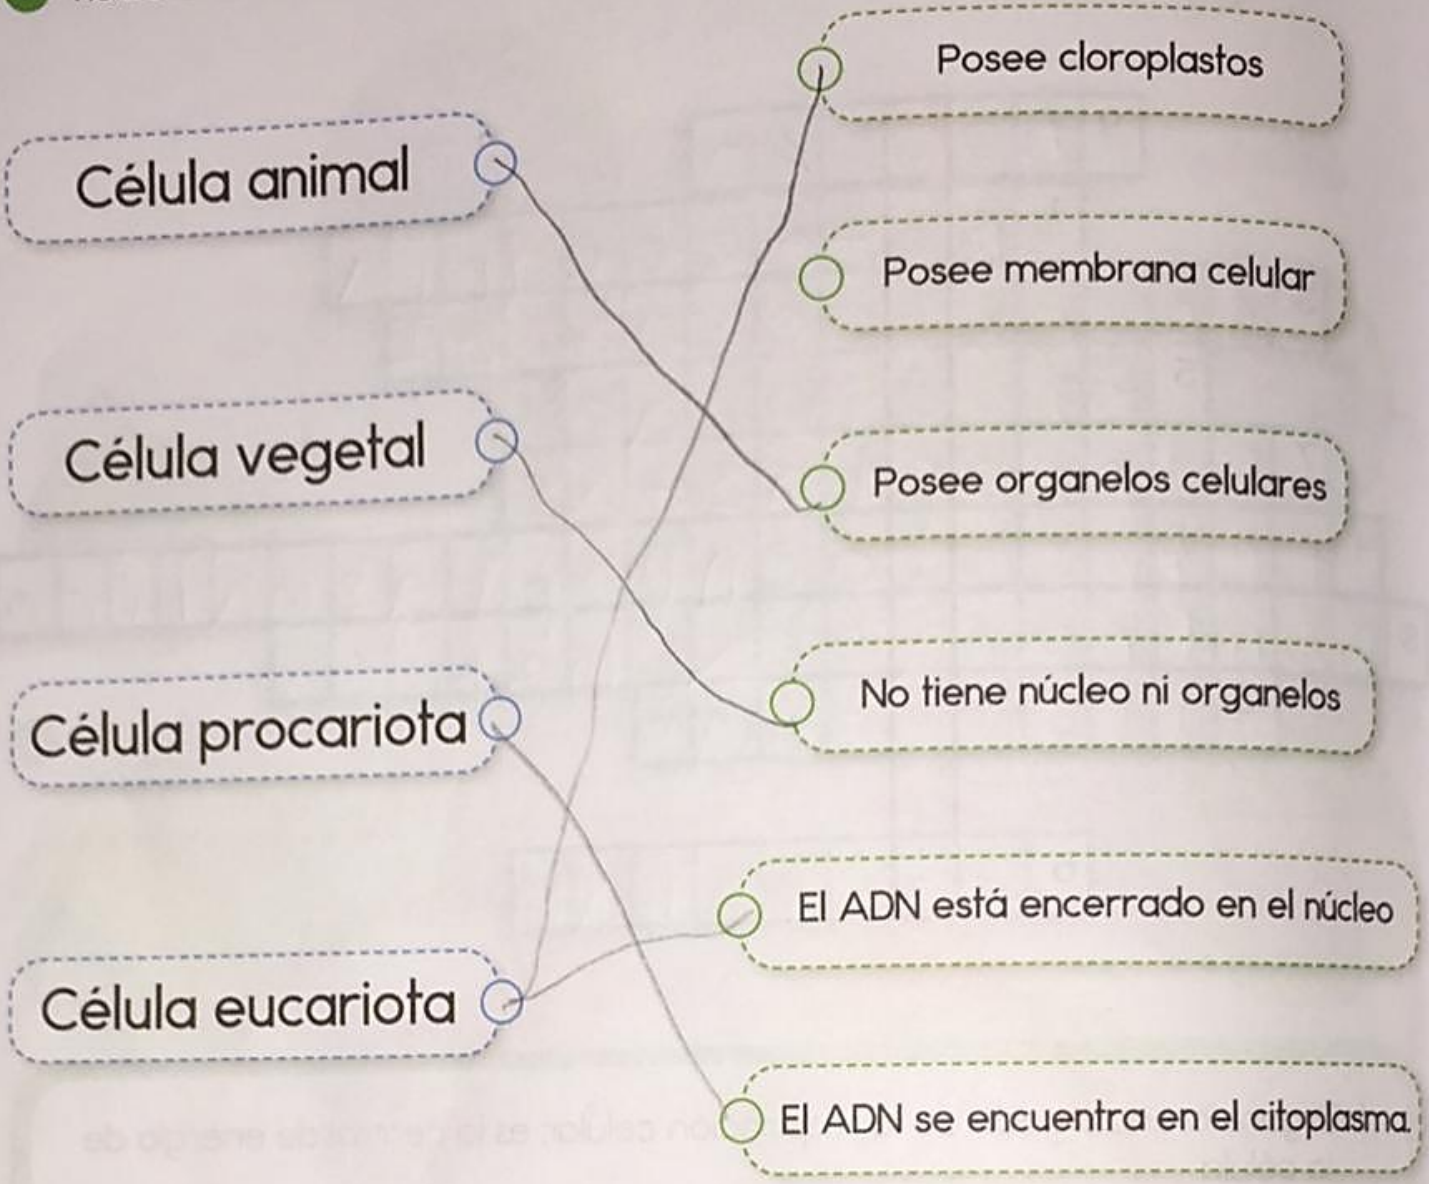 Posee cloroplastos
Célula animal
Posee membrana celular
Célula vegetal
Posee organelos celulares
No tiene núcleo ni organelos
Célula procariota
El ADN está encerrado en el núcleo
Célula eucariota
El ADN se encuentra en el citoplasma.